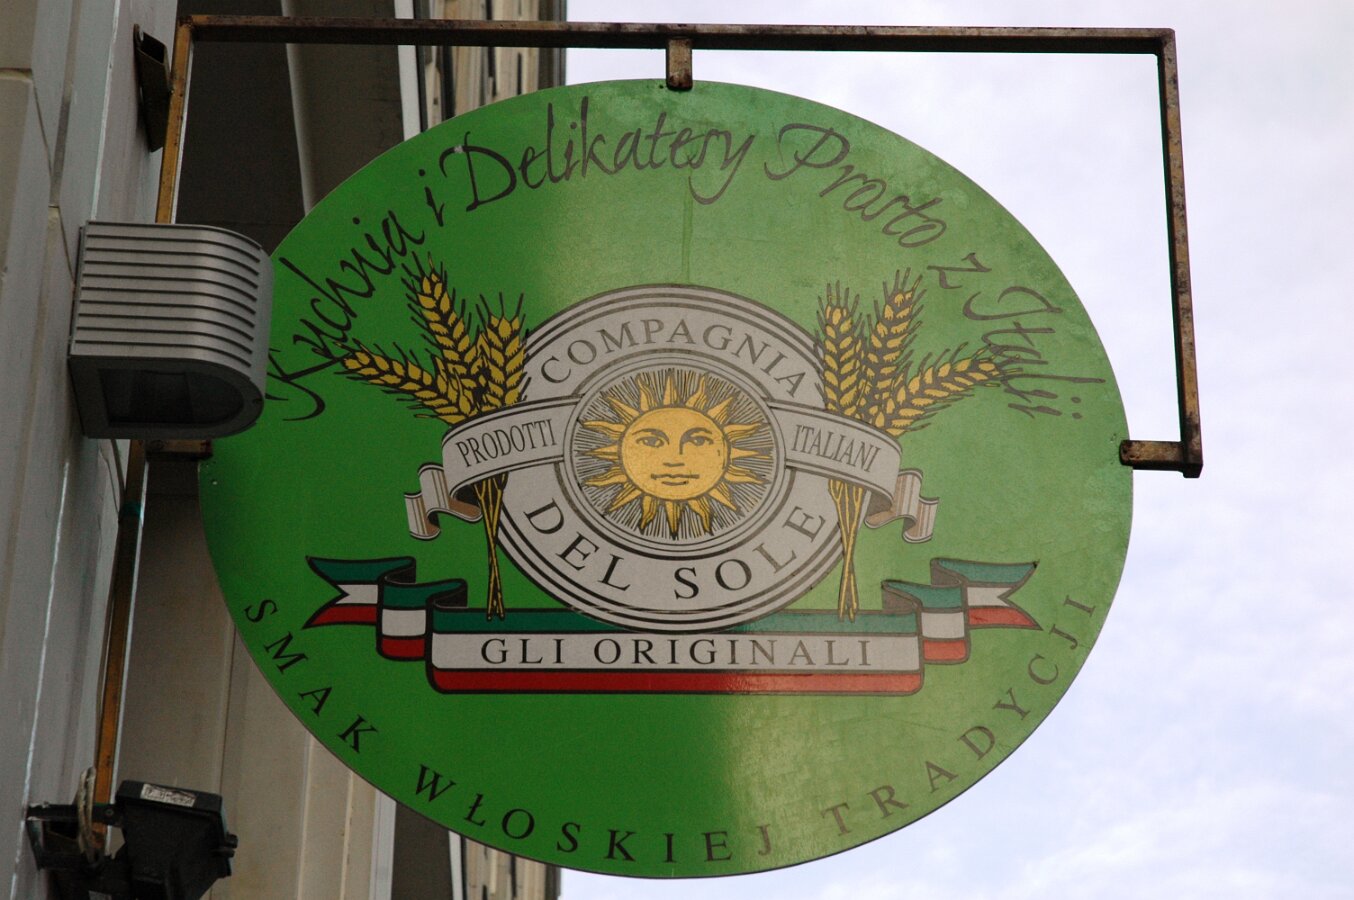 Kuchnia i Delikatesy Prosto z Italii
COMPAGNIA
PRODOTTI ITALIANI
DEL SOLE
GLI ORIGINALI
SMAK WŁOSKIEJ TRADYCJI